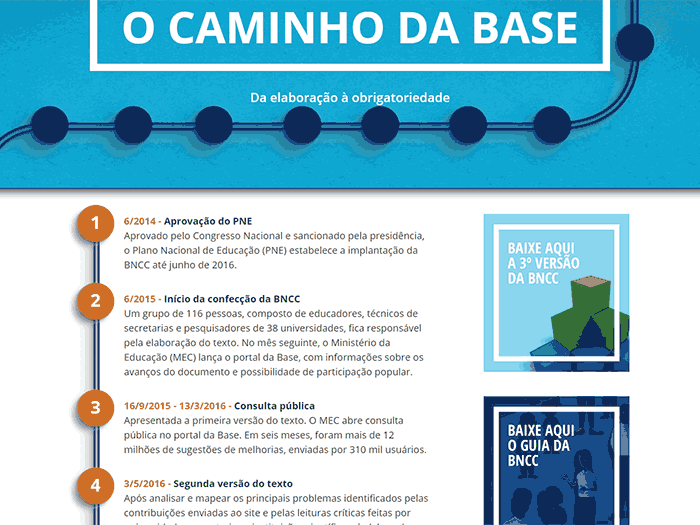 O CAMINHO DA BASE
Da elaboração à obrigatoriedade
1
6/2014 - Aprovação do PNE
Aprovado pelo Congresso Nacional e sancionado pela presidência,
o Plano Nacional de Educação (PNE) estabelece a implantação da
BNCC até junho de 2016.
2
6/2015 - Início da confecção da BNCC
Um grupo de 116 pessoas, composto de educadores, técnicos de
secretarias e pesquisadores de 38 universidades, fica responsável
pela elaboração do texto. No mês seguinte, o Ministério da
Educação (MEC) lança o portal da Base, com informações sobre os
avanços do documento e possibilidade de participação popular.
3
16/9/2015 - 13/3/2016 - Consulta pública
Apresentada a primeira versão do texto. O MEC abre consulta
pública no portal da Base. Em seis meses, foram mais de 12
milhões de sugestões de melhorias, enviadas por 310 mil usuários.
4
3/5/2016 - Segunda versão do texto
Após analisar e mapear os principais problemas identificados pelas
contribuições enviadas ao site e pelas leituras críticas feitas por
BAIXE AQUI
A 3ª VERSÃO
DA BNCC
BAIXE AQUI
O GUIA DA
BNCC